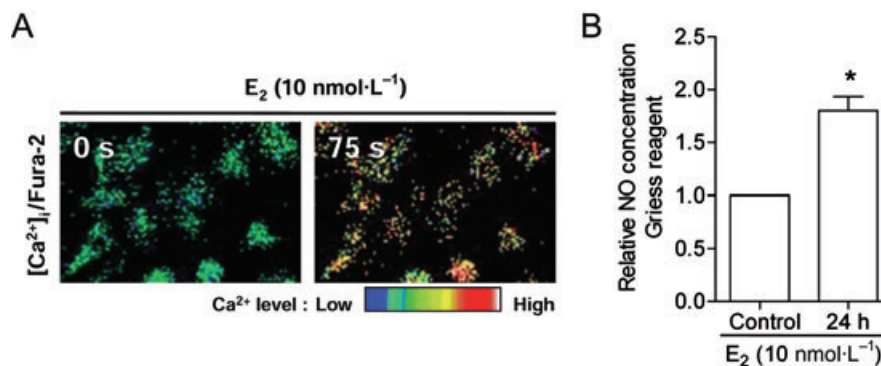 A
E₂ (10 nmol·L⁻¹)
0 s
75 s
[Ca²⁺]ᵢ/Fura-2
Ca²⁺ level : Low
High
B
Relative NO concentration
Griess reagent
2.5
2.0
1.5
1.0
0.5
0.0
*
Control
24 h
E₂ (10 nmol·L⁻¹)